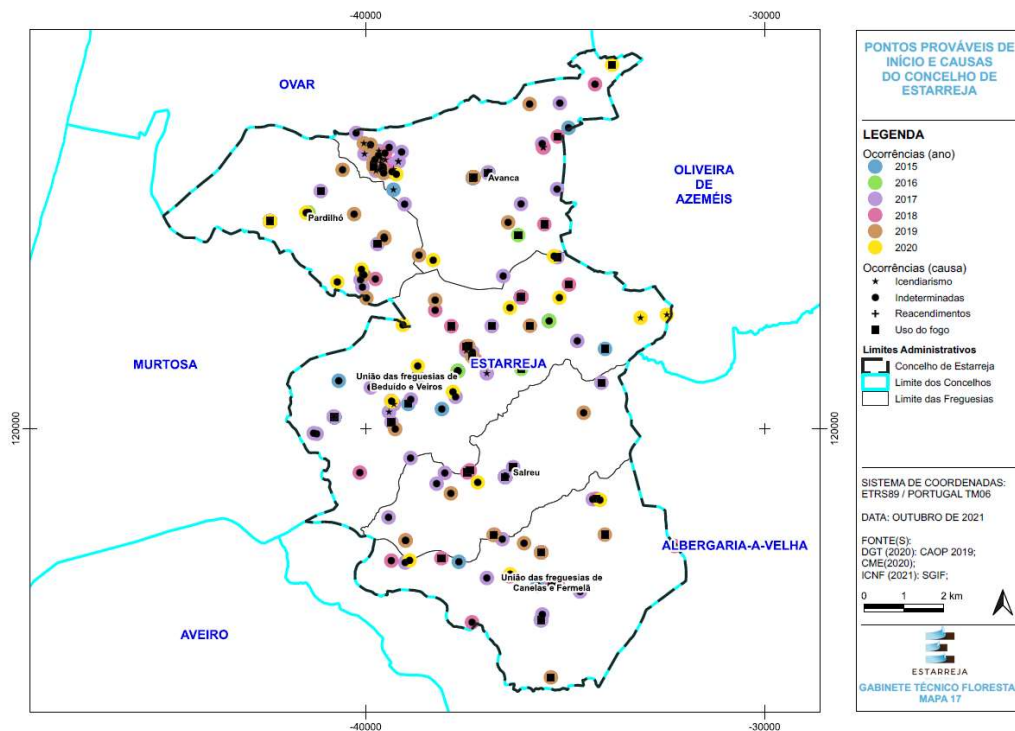 -40000
-30000
PONTOS PROVÁVEIS DE
INÍCIO E CAUSAS
DO CONCELHO DE
ESTARREJA
OVAR
LEGENDA
Ocorrências (ano)
2015
2016
2017
2018
2019
2020
Ocorrências (causa)
Icendiarismo
Indeterminadas
Reacendimentos
Uso do fogo
Limites Administrativos
Concelho de Estarreja
Limite dos Concelhos
Limite das Freguesias
OLIVEIRA
DE
AZEMÉIS
Avanca
Pardilhó
MURTOSA
ESTARREJA
União das freguesias de
Beduído e Veiros
120000
120000
Salreu
SISTEMA DE COORDENADAS:
ETRS89 / PORTUGAL TM06
DATA: OUTUBRO DE 2021
FONTE(S):
DGT (2020): CAOP 2019;
CME(2020);
ICNF (2021): SGIF;
ALBERGARIA-A-VELHA
União das freguesias de
Canelas e Fermelã
0 1 2 km
AVEIRO
ESTARREJA
GABINETE TÉCNICO FLORESTA
MAPA 17
-40000
-30000